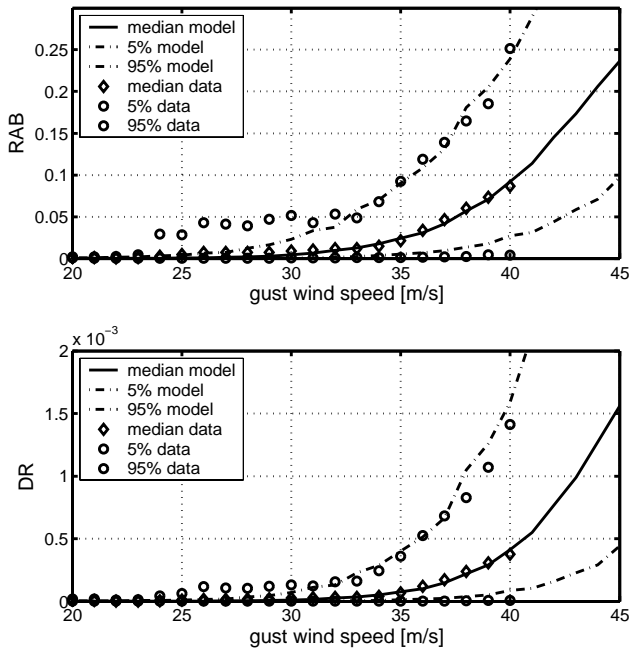 0.25
0.2
0.15
0.1
0.05
0
RAB
median model
5% model
95% model
median data
5% data
95% data
20 25 30 35 40 45
gust wind speed [m/s]
x 10⁻³
2
1.5
1
0.5
0
DR
median model
5% model
95% model
median data
5% data
95% data
20 25 30 35 40 45
gust wind speed [m/s]